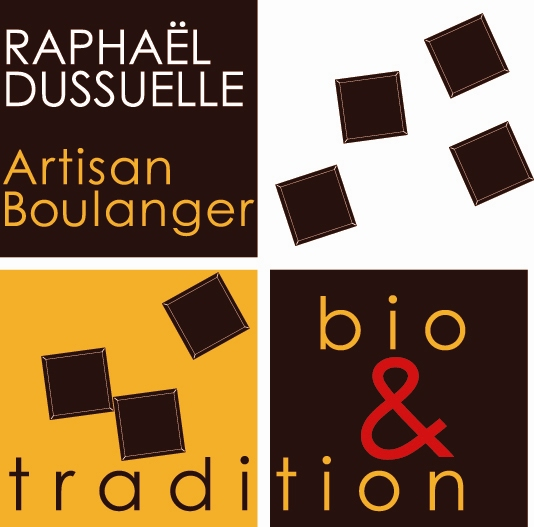 RAPHAËL
DUSSUELLE
Artisan
Boulanger
bio
&
tradition